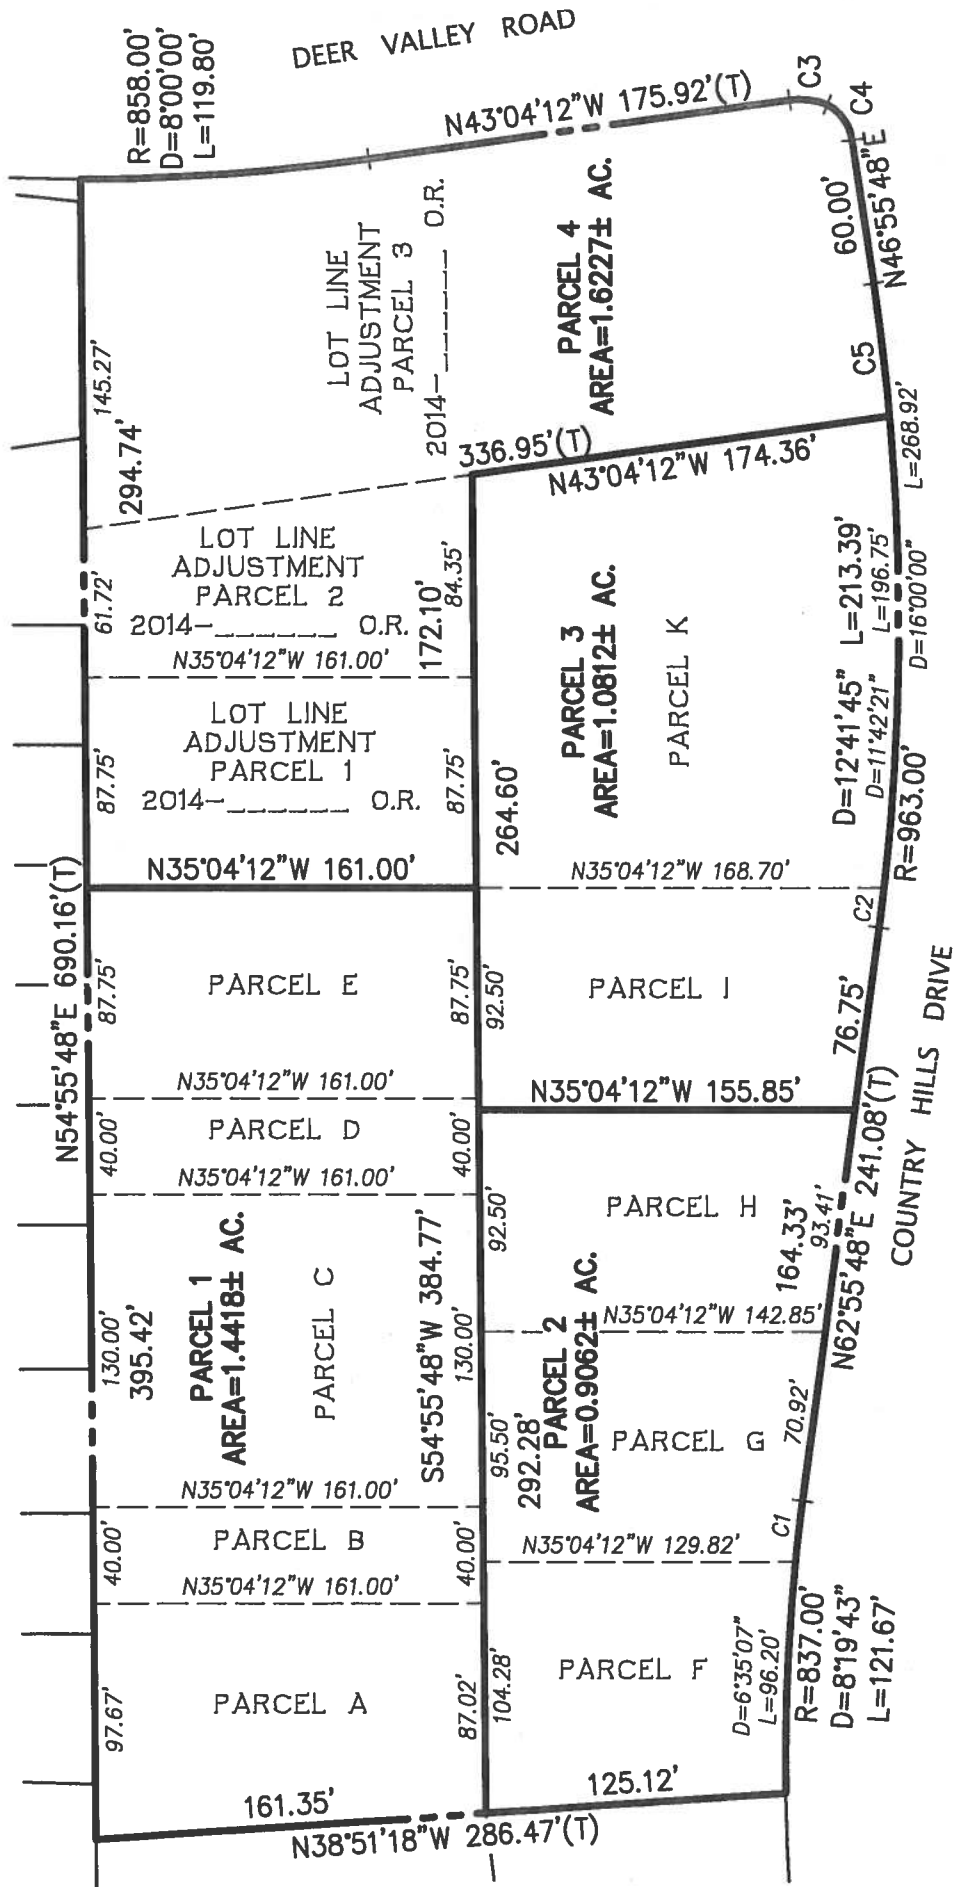 DEER VALLEY ROAD
R=858.00'
D=8°00'00'
L=119.80'
N43°04'12"W 175.92'(T)
C3
C4
60.00'
N46°55'48"E
C5
LOT LINE
ADJUSTMENT
PARCEL 3
2014-______ O.R.
PARCEL 4
AREA=1.6227± AC.
145.27'
294.74'
336.95'(T)
N43°04'12"W 174.36'
L=268.92'
LOT LINE
ADJUSTMENT
PARCEL 2
2014-______ O.R.
61.72'
172.10'
84.35'
N35°04'12"W 161.00'
LOT LINE
ADJUSTMENT
PARCEL 1
2014-______ O.R.
87.75'
87.75'
N35°04'12"W 161.00'
264.60'
PARCEL 3
AREA=1.0812± AC.
PARCEL K
D=12°41'45" L=213.39'
D=11°42'21" L=196.75'
R=963.00' D=16°00'00"
N35°04'12"W 168.70'
C2
N54°55'48"E 690.16'(T)
87.75'
PARCEL E
87.75'
92.50'
PARCEL I
76.75'
N35°04'12"W 161.00'
N35°04'12"W 155.85'
40.00'
PARCEL D
40.00'
N35°04'12"W 161.00'
92.50'
PARCEL H
164.33'
93.41'
N62°55'48"E 241.08'(T)
COUNTRY HILLS DRIVE
130.00'
395.42'
PARCEL 1
AREA=1.4418± AC.
PARCEL C
S54°55'48"W 384.77'
130.00'
N35°04'12"W 142.85'
95.50'
292.28'
PARCEL 2
AREA=0.9062± AC.
PARCEL G
70.92'
N35°04'12"W 161.00'
C1
40.00'
PARCEL B
40.00'
N35°04'12"W 129.82'
N35°04'12"W 161.00'
97.67'
PARCEL A
87.02'
104.28'
PARCEL F
D=6°35'07"
L=96.20'
R=837.00'
D=8°19'43"
L=121.67'
161.35'
125.12'
N38°51'18"W 286.47'(T)